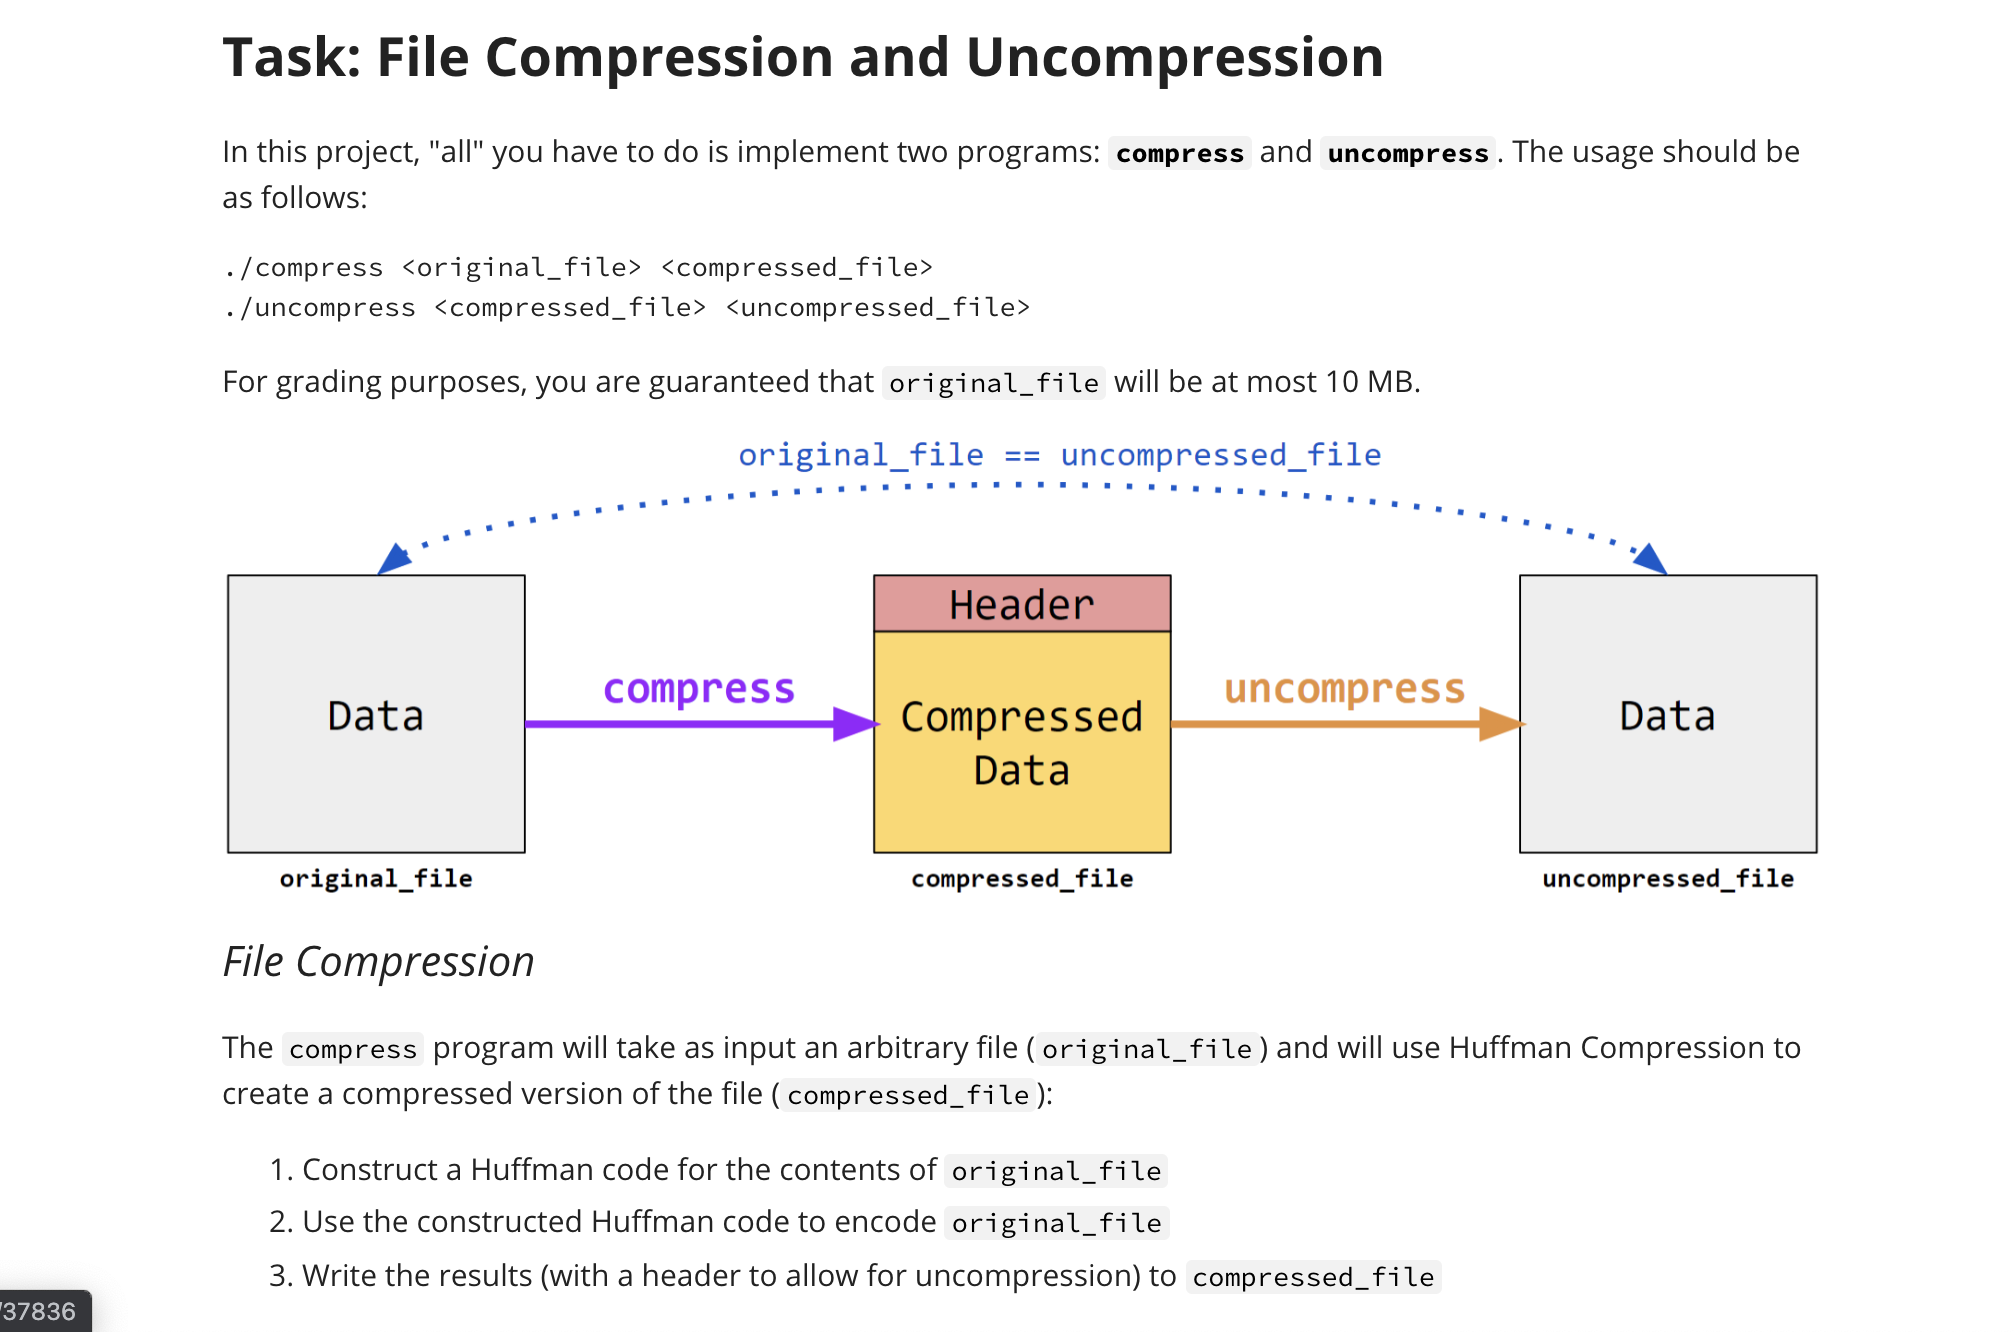 Task: File Compression and Uncompression
In this project, "all" you have to do is implement two programs: compress and uncompress. The usage should be
as follows:
./compress <original_file> <compressed_file>
./uncompress <compressed_file> <uncompressed_file>
For grading purposes, you are guaranteed that original_file will be at most 10 MB.
original_file == uncompressed_file
Header
Data
compress
Compressed
Data
uncompress
Data
original_file
compressed_file
uncompressed_file
File Compression
The compress program will take as input an arbitrary file (original_file) and will use Huffman Compression to
create a compressed version of the file (compressed_file):
1. Construct a Huffman code for the contents of original_file
2. Use the constructed Huffman code to encode original_file
3. Write the results (with a header to allow for uncompression) to compressed_file
/37836